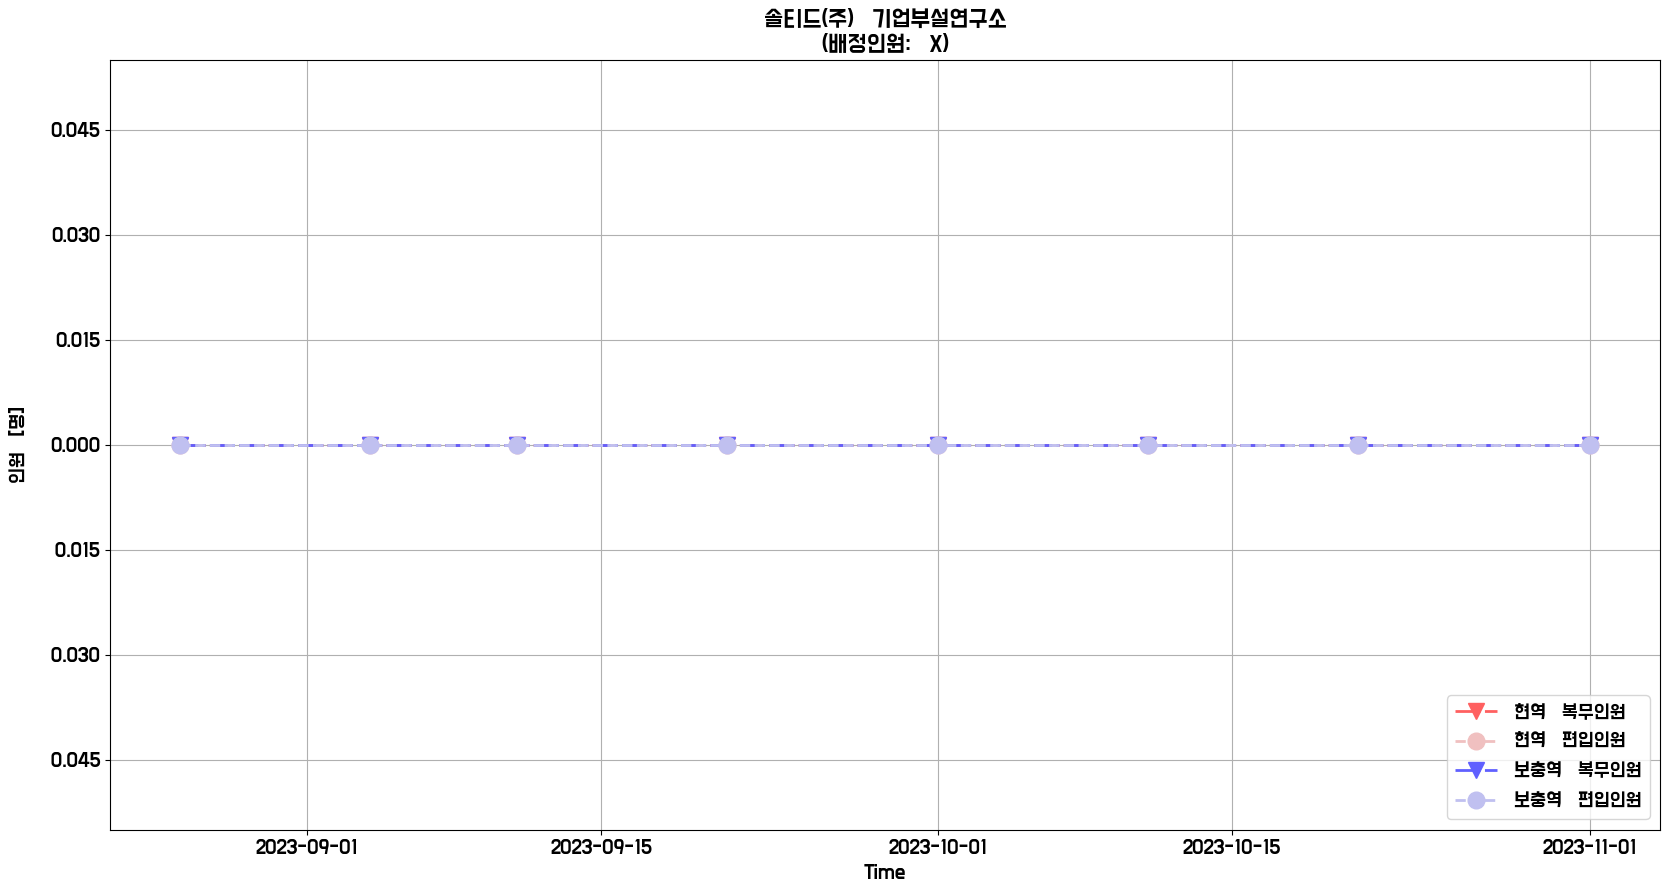 솔티드(주) 기업부설연구소
(배정인원: X)
0.045
0.030
0.015
0.000
0.015
0.030
0.045
인원 [명]
현역 복무인원
현역 편입인원
보충역 복무인원
보충역 편입인원
2023-09-01
2023-09-15
2023-10-01
2023-10-15
2023-11-01
Time